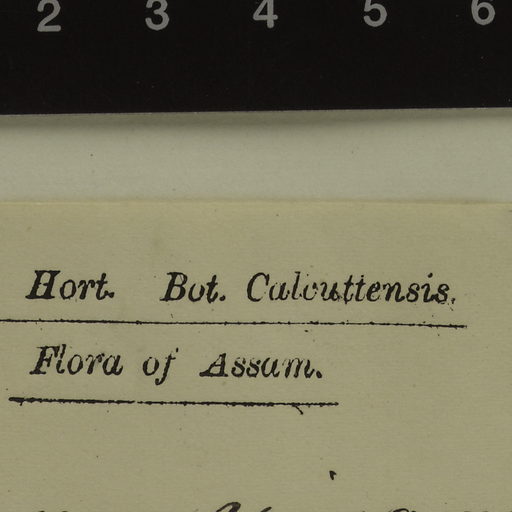 2 3 4 5 6
Hort. Bot. Calcuttensis.
Flora of Assam.